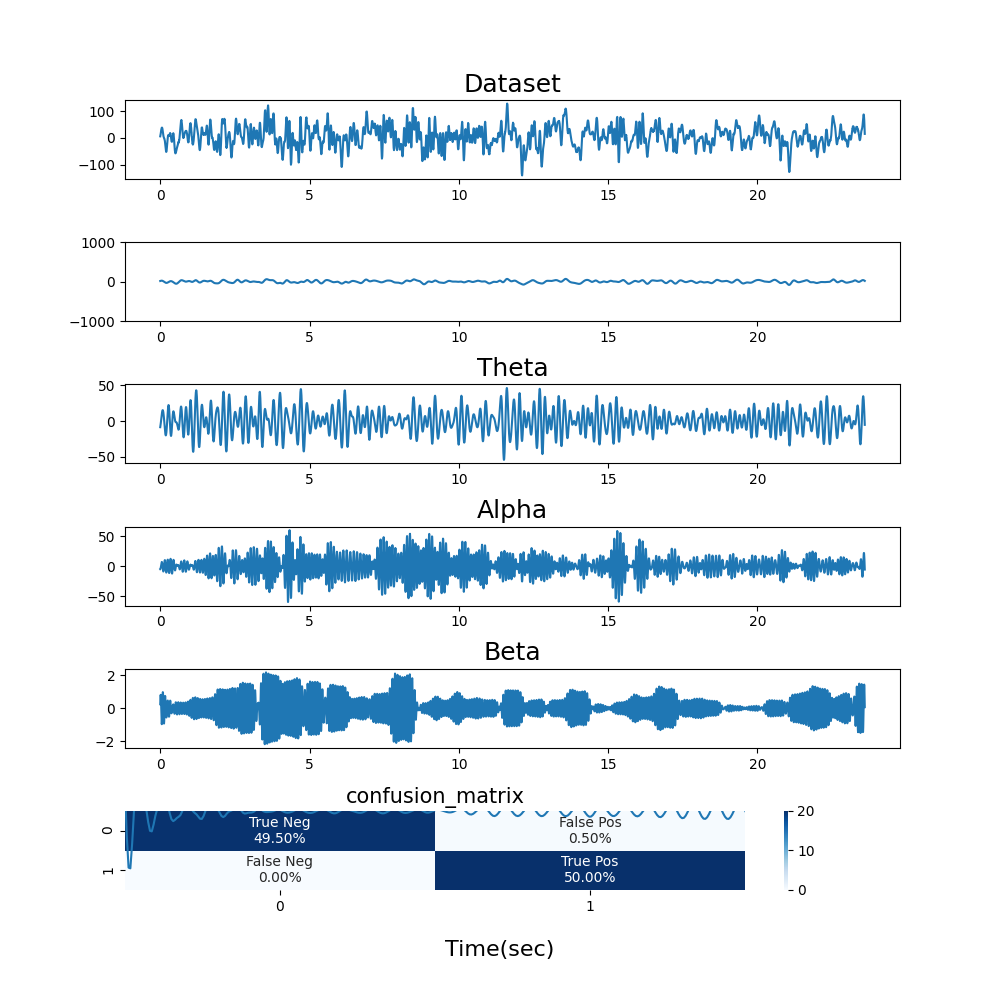 Dataset
100
0
−100
0 5 10 15 20
1000
0
−1000
0 5 10 15 20
Theta
50
0
−50
0 5 10 15 20
Alpha
50
0
−50
0 5 10 15 20
Beta
2
0
−2
0 5 10 15 20
confusion_matrix
0
True Neg
49.50%
False Pos
0.50%
1
False Neg
0.00%
True Pos
50.00%
20
10
0
0 1
Time(sec)